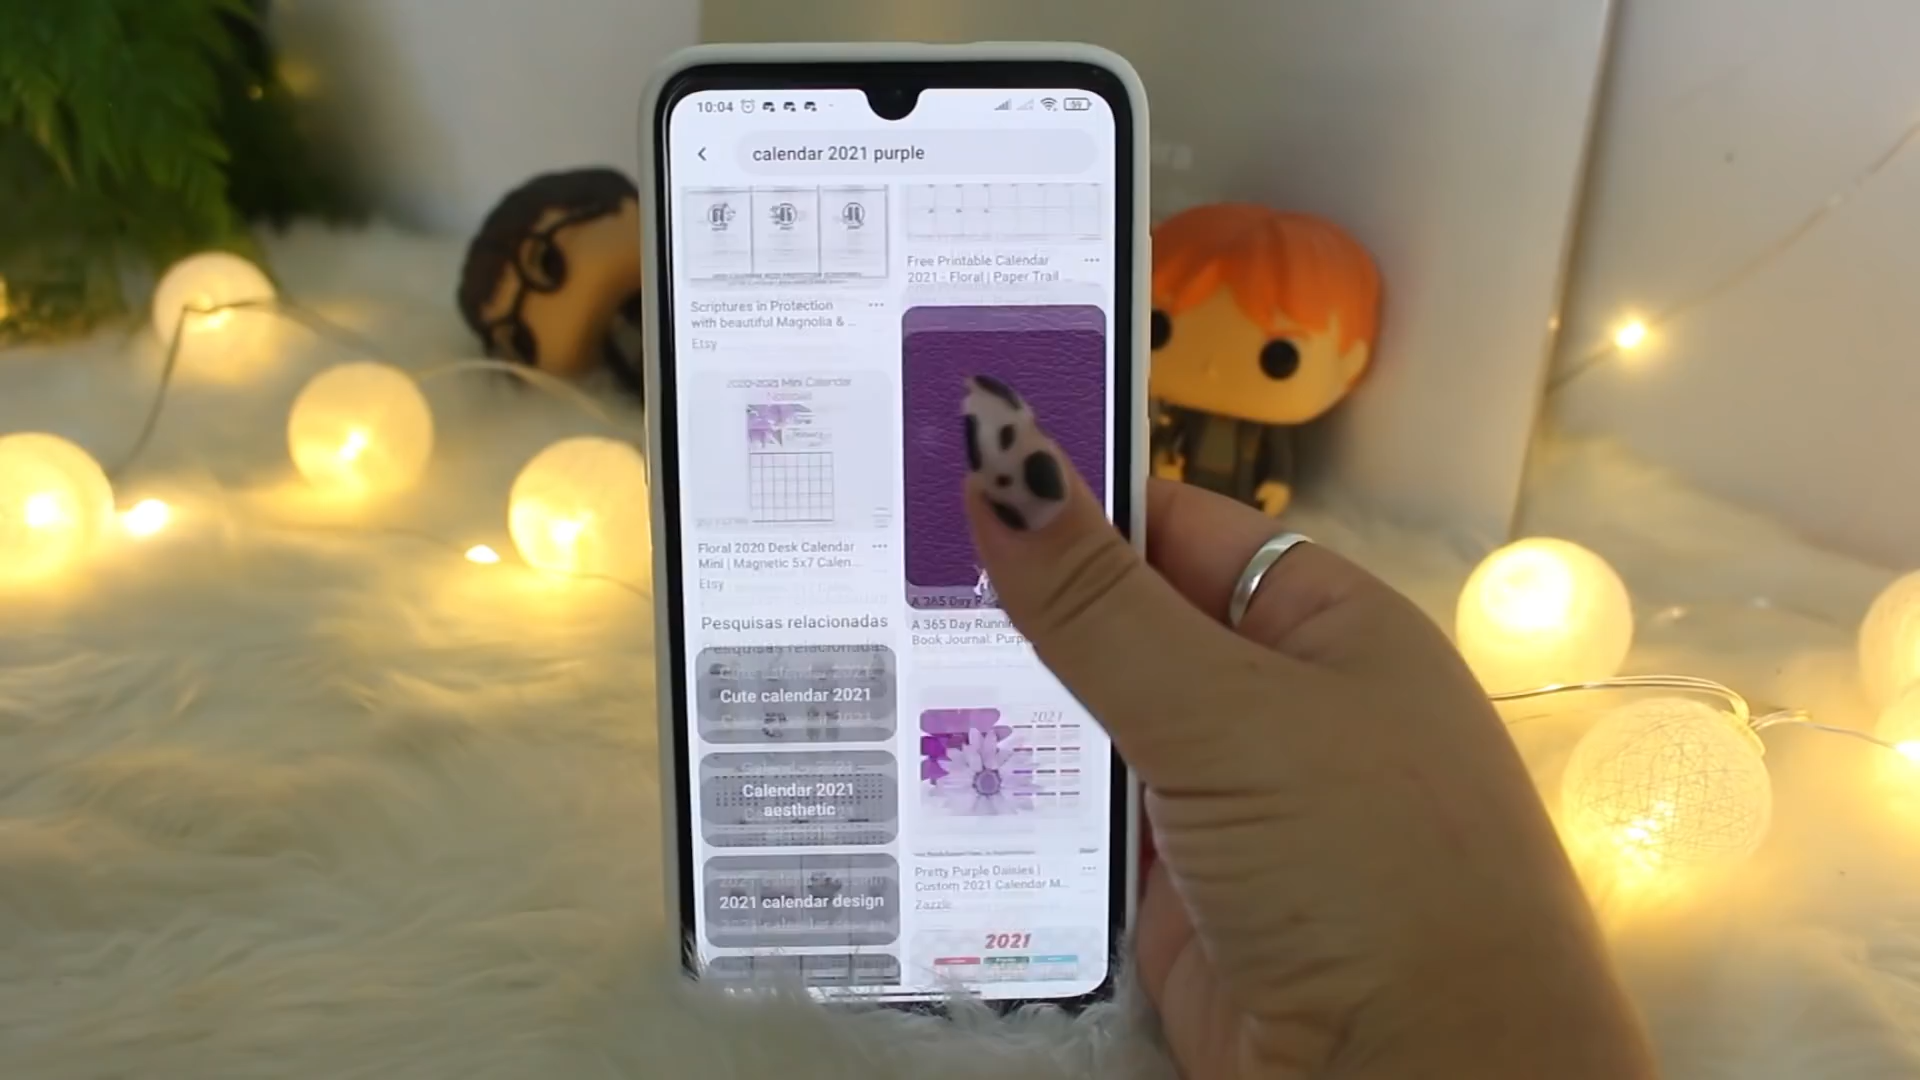 10:04
59
calendar 2021 purple
Scriptures in Protection
with beautiful Magnolia & ...
Etsy
2020-2021 Mini Calendar
Floral 2020 Desk Calendar
Mini | Magnetic 5x7 Calen...
Etsy
Pesquisas relacionadas
Cute calendar 2021
Calendar 2021
aesthetic
2021 calendar design
Free Printable Calendar
2021 - Floral | Paper Trail ...
A 365 Day
A 365 Day Runnin
Book Journal: Purp
2021
Pretty Purple Daisies |
Custom 2021 Calendar M...
Zazzle
2021